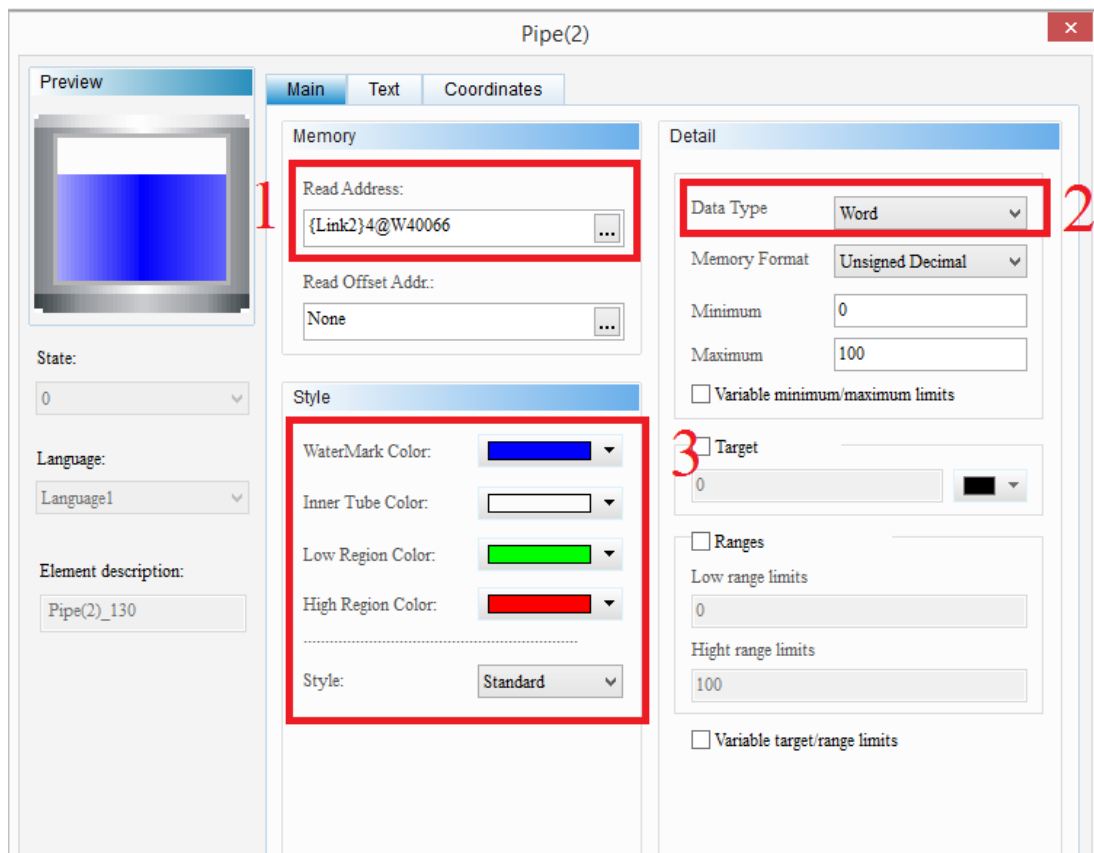 Pipe(2)
Preview
Main Text Coordinates
Memory
1
Read Address:
{Link2}4@W40066
...
Read Offset Addr.:
None
...
State:
0
Language:
Language1
Element description:
Pipe(2)_130
Style
WaterMark Color:
Inner Tube Color:
Low Region Color:
High Region Color:
Style: Standard
Detail
Data Type Word
2
Memory Format Unsigned Decimal
Minimum 0
Maximum 100
Variable minimum/maximum limits
3
Target
0
Ranges
Low range limits
0
Hight range limits
100
Variable target/range limits